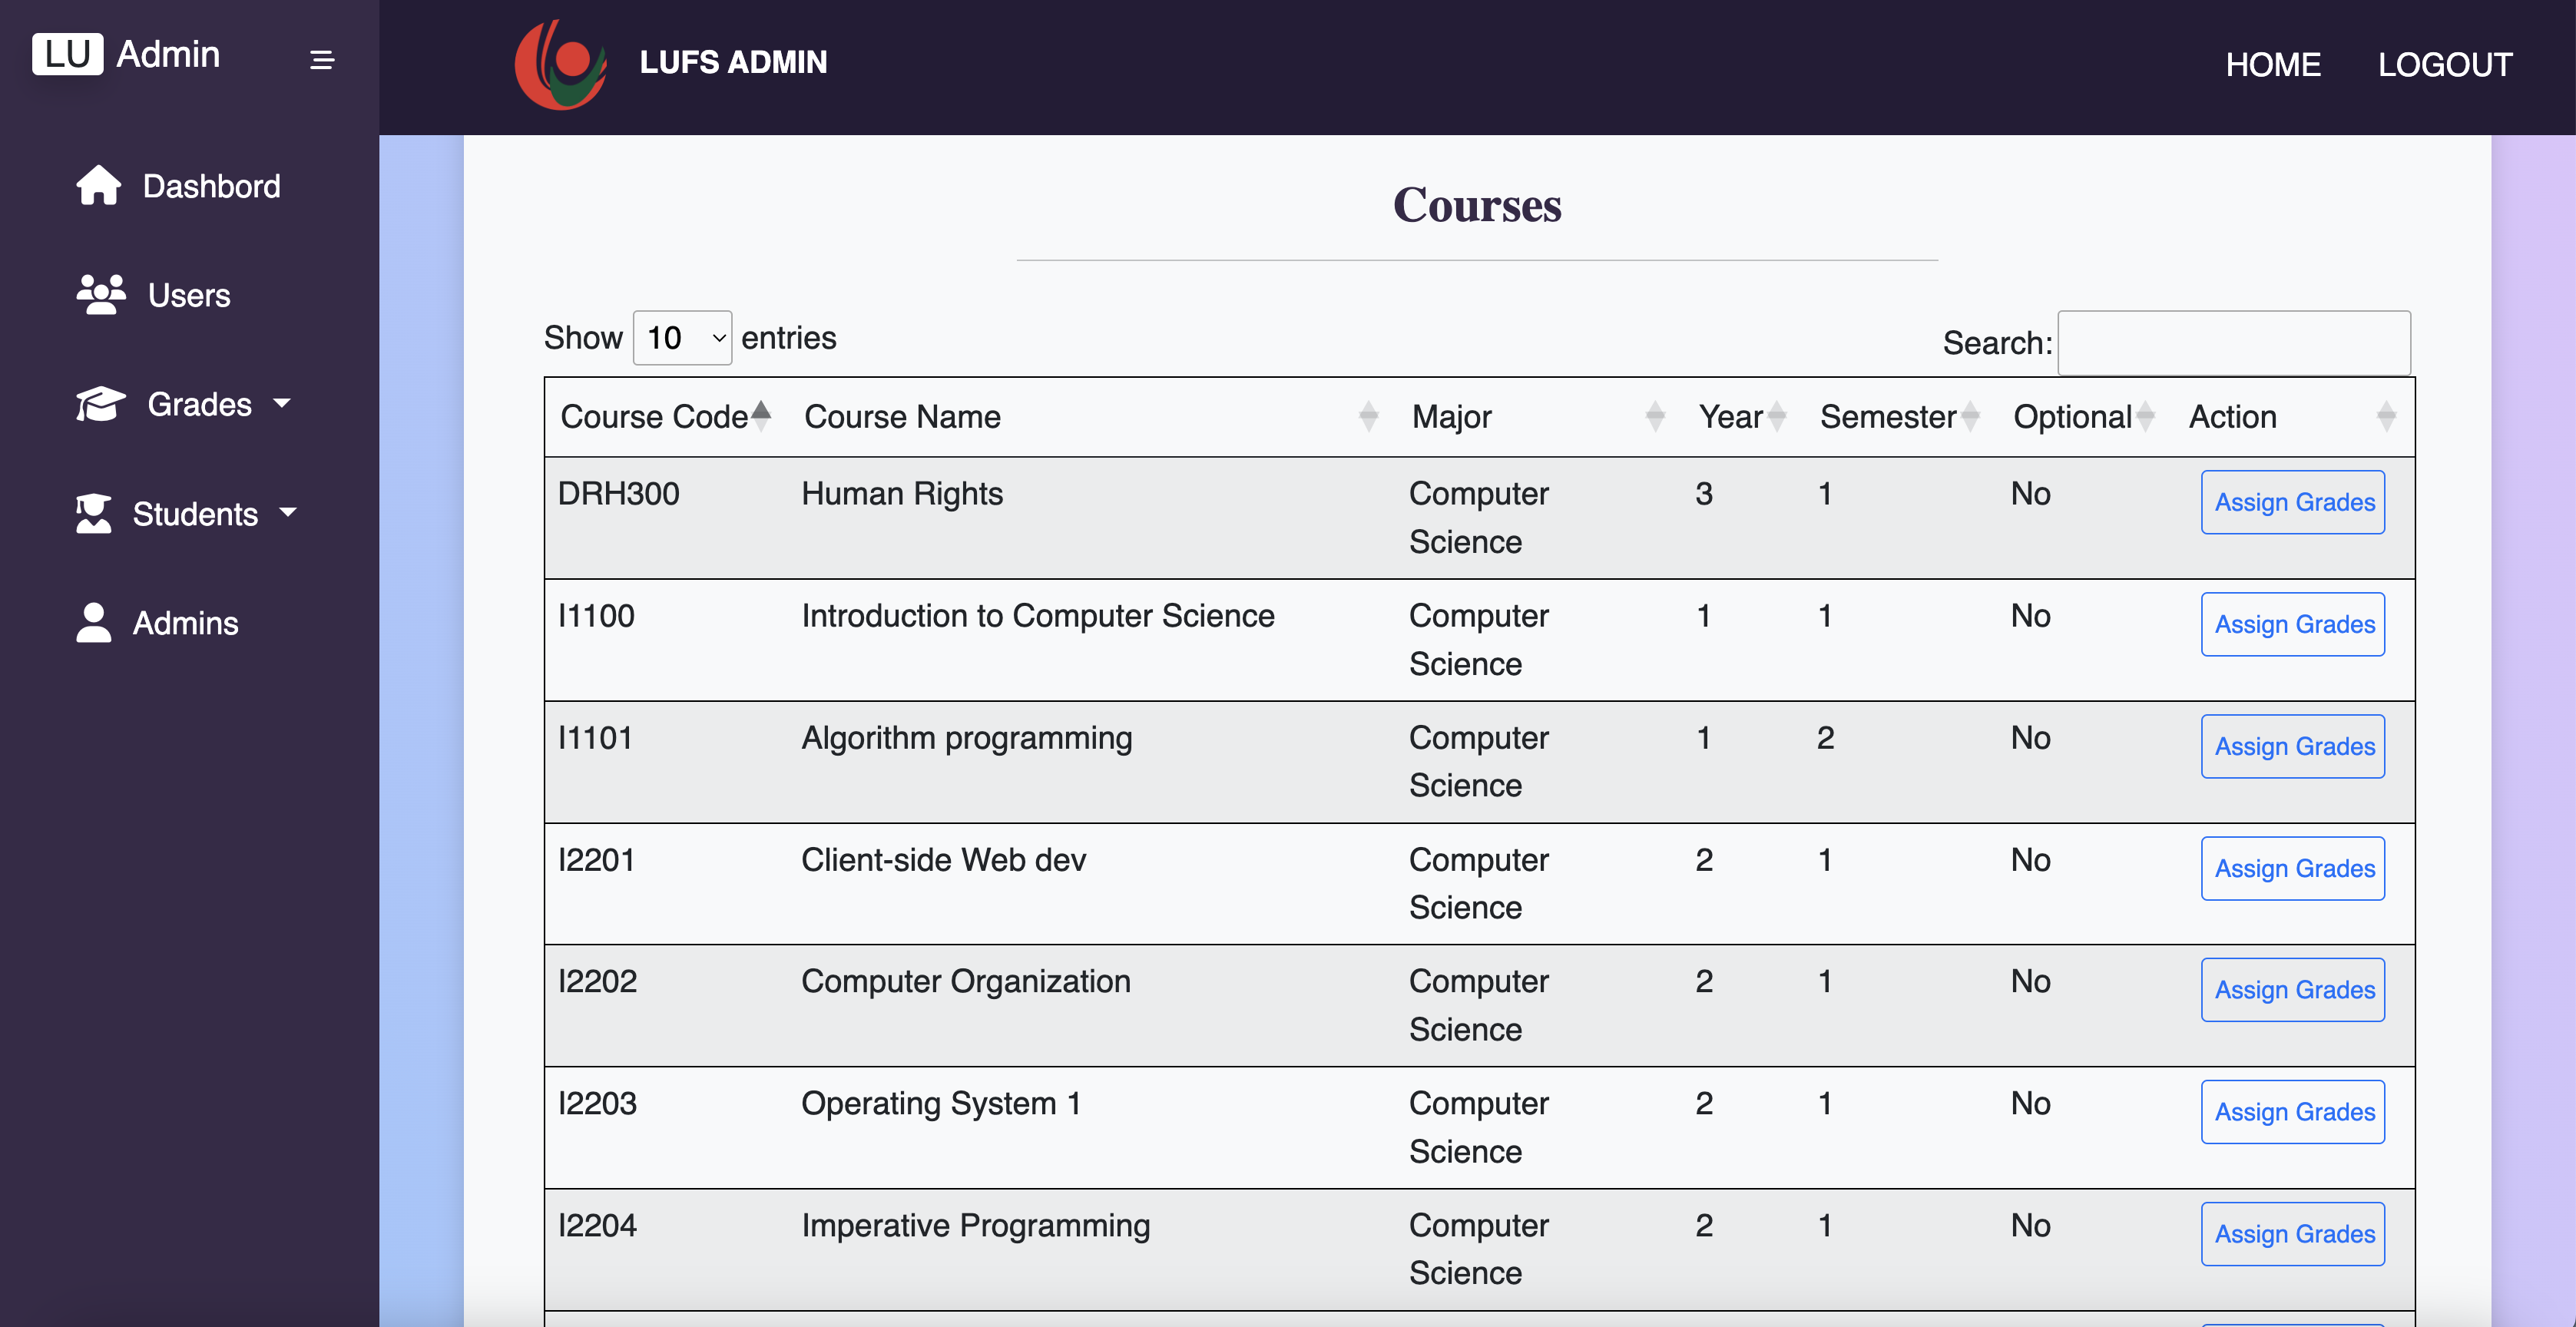 LU Admin
LUFS ADMIN
HOME LOGOUT
Dashbord
Users
Grades
Students
Admins
Courses
Show 10 entries
Search:
Course Code Course Name Major Year Semester Optional Action
DRH300 Human Rights Computer Science 3 1 No Assign Grades
I1100 Introduction to Computer Science Computer Science 1 1 No Assign Grades
I1101 Algorithm programming Computer Science 1 2 No Assign Grades
I2201 Client-side Web dev Computer Science 2 1 No Assign Grades
I2202 Computer Organization Computer Science 2 1 No Assign Grades
I2203 Operating System 1 Computer Science 2 1 No Assign Grades
I2204 Imperative Programming Computer Science 2 1 No Assign Grades